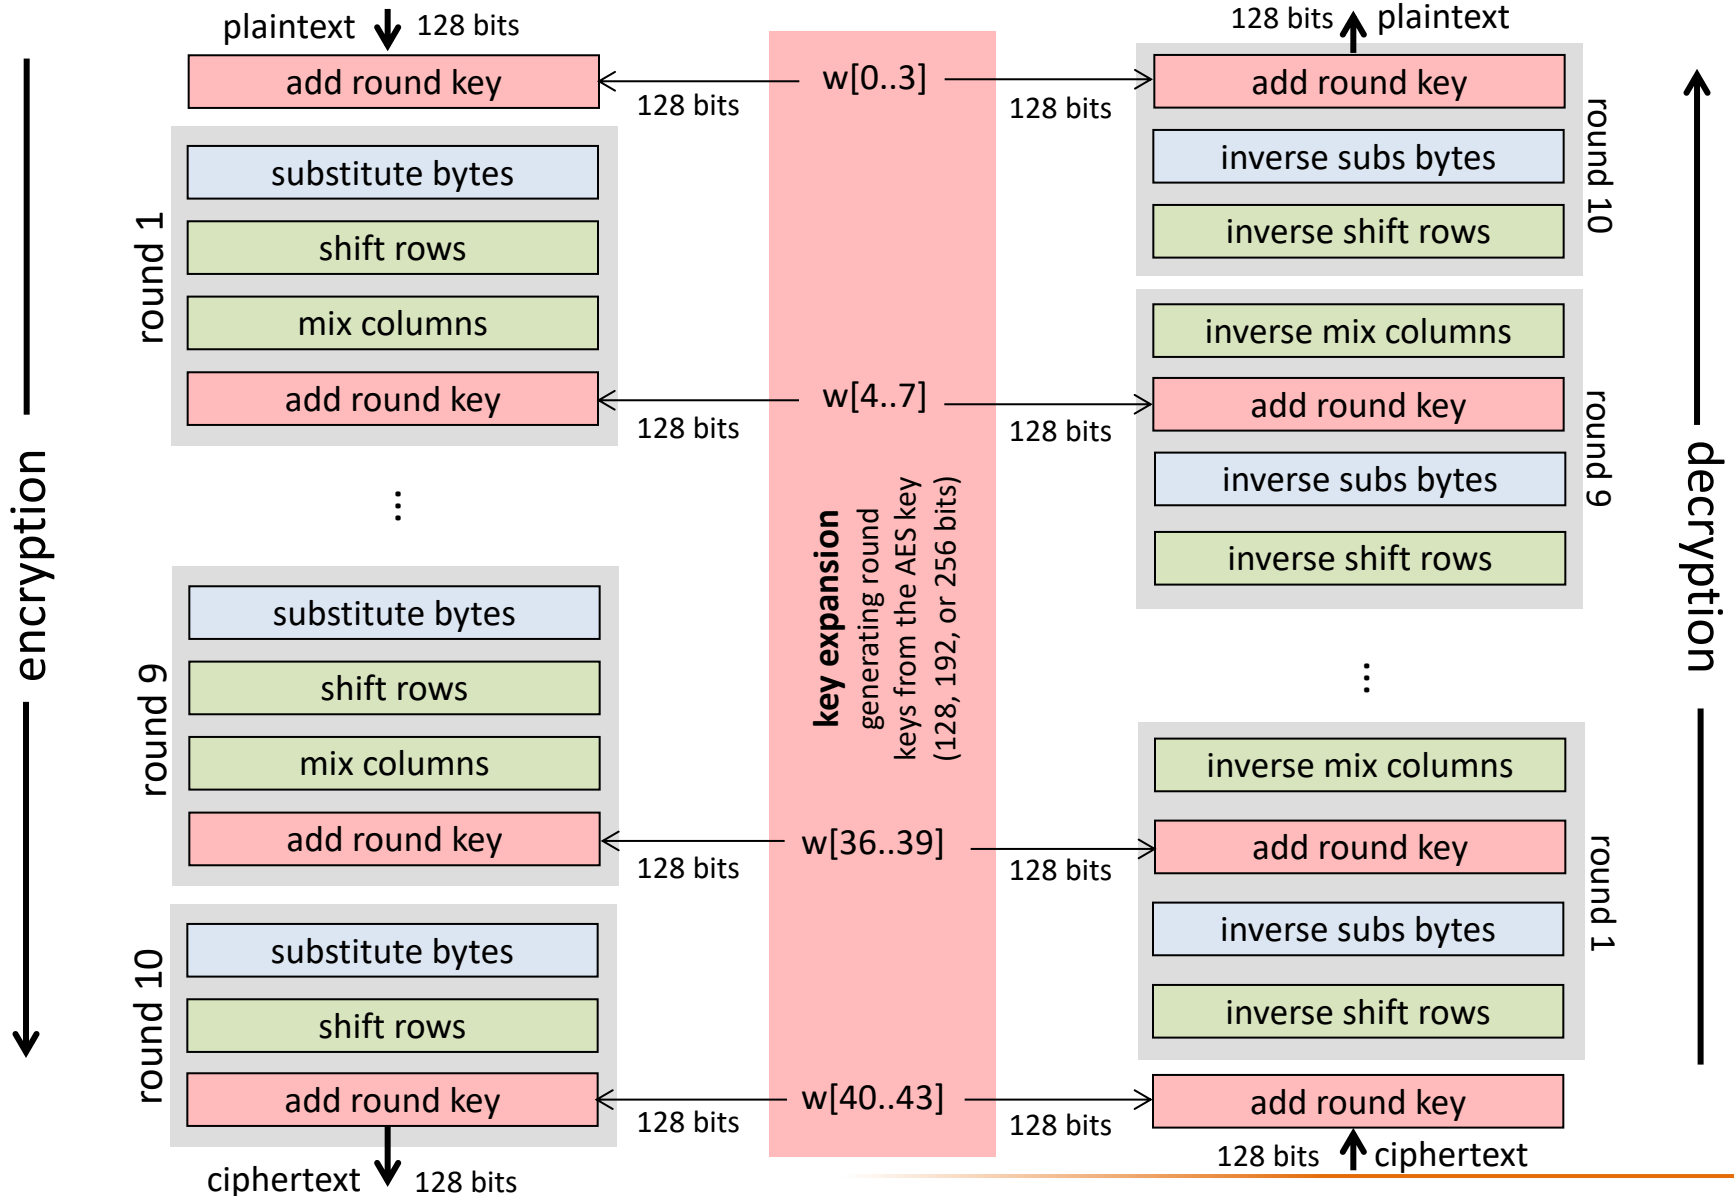 plaintext 128 bits
add round key
round 1
substitute bytes
shift rows
mix columns
add round key
...
round 9
substitute bytes
shift rows
mix columns
add round key
round 10
substitute bytes
shift rows
add round key
ciphertext 128 bits
encryption
w[0..3]
128 bits
128 bits
w[4..7]
128 bits
128 bits
key expansion
generating round
keys from the AES key
(128, 192, or 256 bits)
w[36..39]
128 bits
128 bits
w[40..43]
128 bits
128 bits
128 bits plaintext
add round key
inverse subs bytes
inverse shift rows
round 10
inverse mix columns
add round key
inverse subs bytes
inverse shift rows
round 9
...
inverse mix columns
add round key
inverse subs bytes
inverse shift rows
round 1
add round key
128 bits ciphertext
decryption